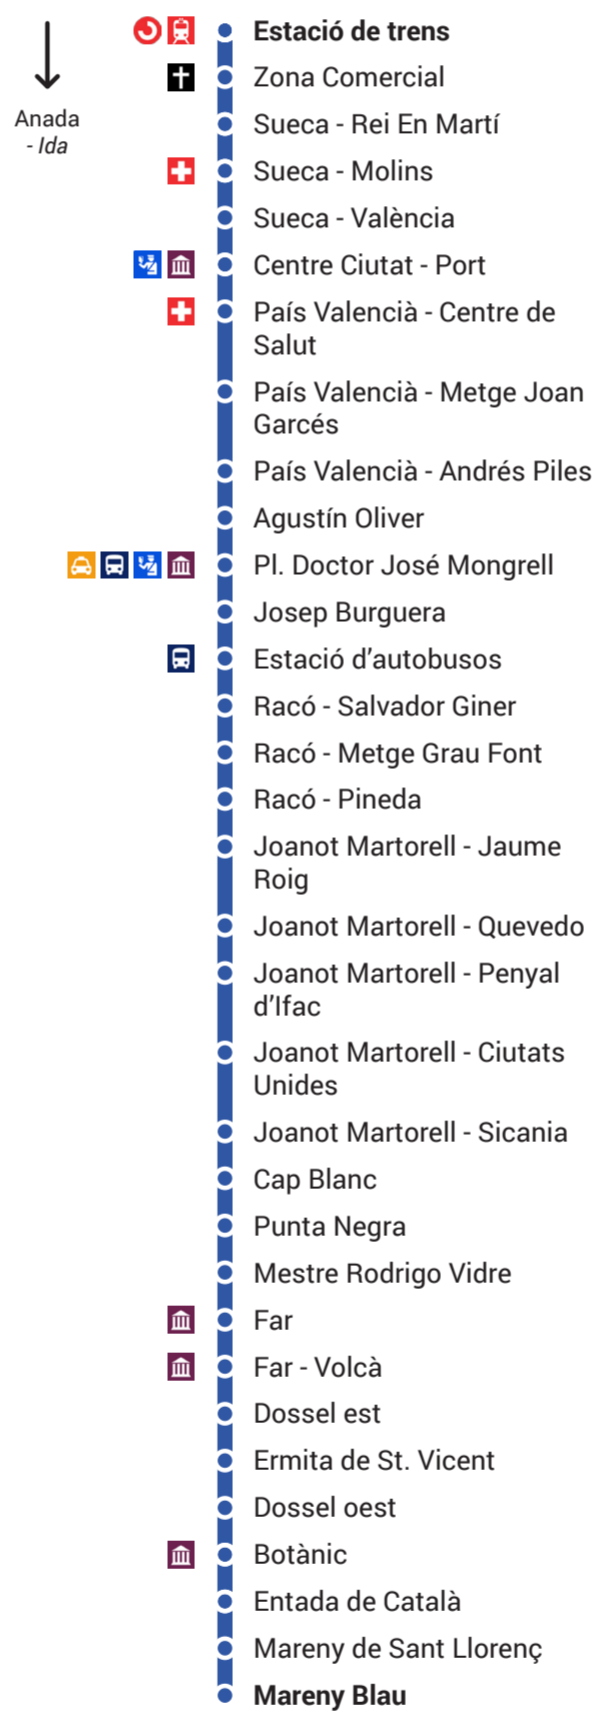 Anada
- Ida
Estació de trens
Zona Comercial
Sueca - Rei En Martí
Sueca - Molins
Sueca - València
Centre Ciutat - Port
País Valencià - Centre de
Salut
País Valencià - Metge Joan
Garcés
País Valencià - Andrés Piles
Agustín Oliver
Pl. Doctor José Mongrell
Josep Burguera
Estació d’autobusos
Racó - Salvador Giner
Racó - Metge Grau Font
Racó - Pineda
Joanot Martorell - Jaume
Roig
Joanot Martorell - Quevedo
Joanot Martorell - Penyal
d’Ifac
Joanot Martorell - Ciutats
Unides
Joanot Martorell - Sicania
Cap Blanc
Punta Negra
Mestre Rodrigo Vidre
Far
Far - Volcà
Dossel est
Ermita de St. Vicent
Dossel oest
Botànic
Entada de Català
Mareny de Sant Llorenç
Mareny Blau